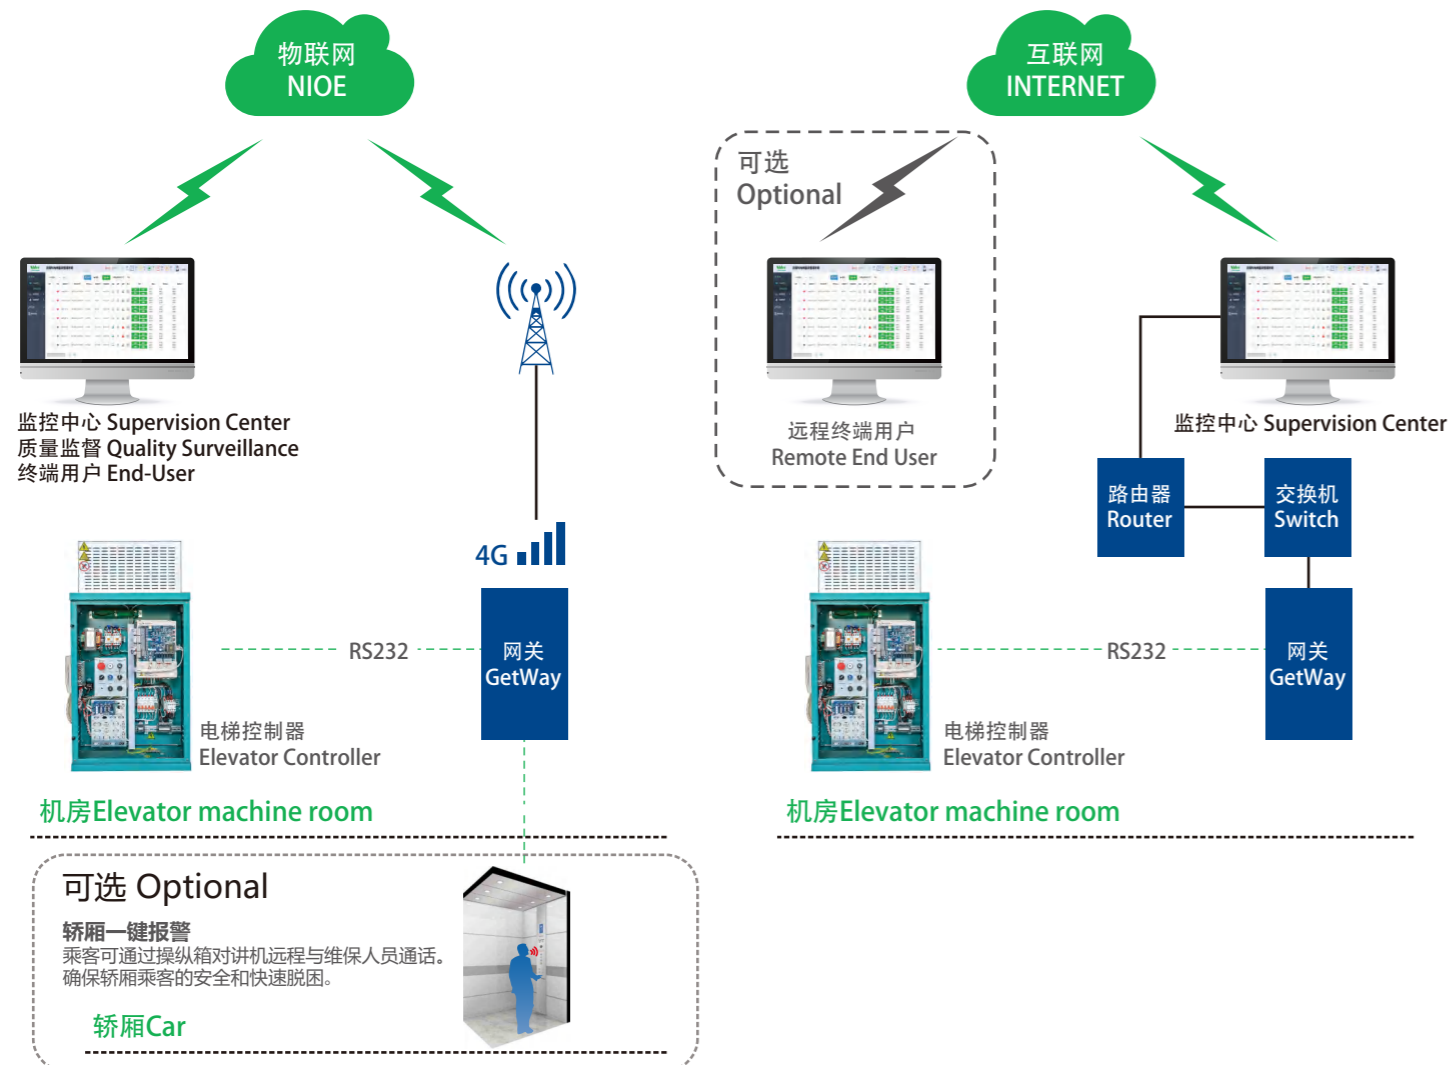 物联网
NIOE
互联网
INTERNET
可选
Optional
监控中心 Supervision Center
质量监督 Quality Surveillance
终端用户 End-User
远程终端用户
Remote End User
监控中心 Supervision Center
路由器
Router
交换机
Switch
4G
RS232
网关
GetWay
电梯控制器
Elevator Controller
机房Elevator machine room
RS232
网关
GetWay
电梯控制器
Elevator Controller
机房Elevator machine room
可选 Optional
轿厢一键报警
乘客可通过操纵箱对讲机远程与维保人员通话。
确保轿厢乘客的安全和快速脱困。
轿厢Car